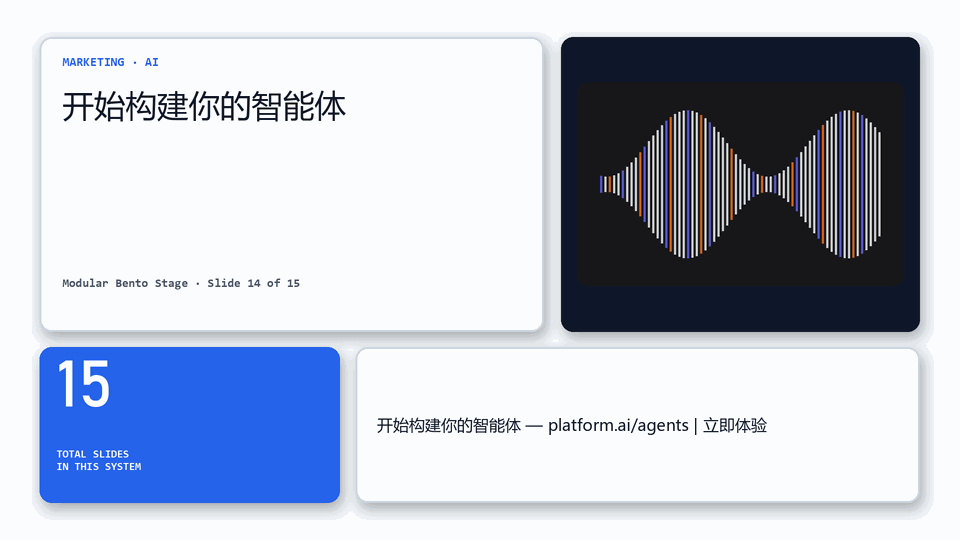 MARKETING · AI
开始构建你的智能体
Modular Bento Stage · Slide 14 of 15
15
TOTAL SLIDES
IN THIS SYSTEM
开始构建你的智能体 — platform.ai/agents | 立即体验